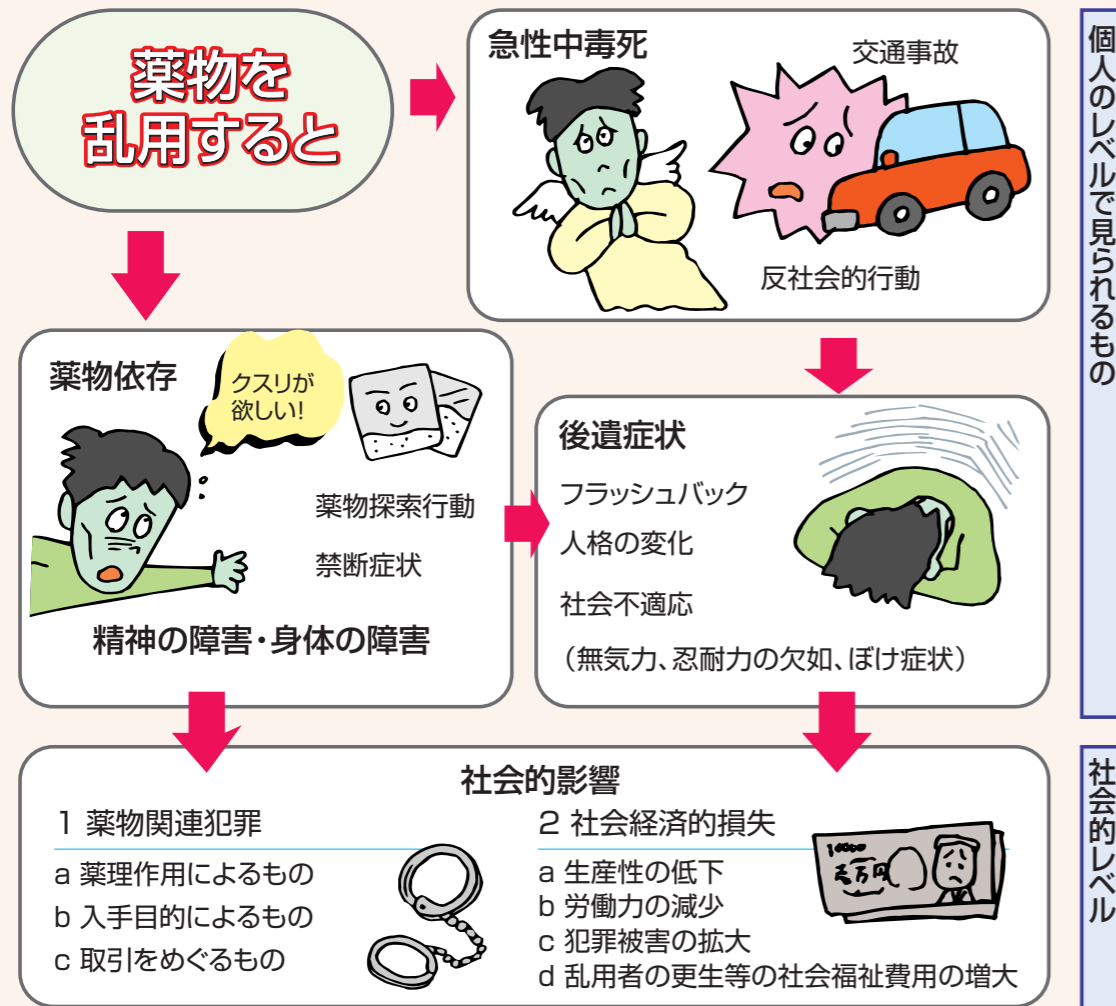 薬物を
乱用すると
急性中毒死
交通事故
反社会的行動
個人のレベルで見られるもの
薬物依存
クスリが
欲しい!
薬物探索行動
禁断症状
精神の障害・身体の障害
後遺症状
フラッシュバック
人格の変化
社会不適応
（無気力、忍耐力の欠如、ぼけ症状）
社会的影響
1 薬物関連犯罪
a 薬理作用によるもの
b 入手目的によるもの
c 取引をめぐるもの
2 社会経済的損失
a 生産性の低下
b 労働力の減少
c 犯罪被害の拡大
d 乱用者の更生等の社会福祉費用の増大
10000
壱万円
社会的レベル